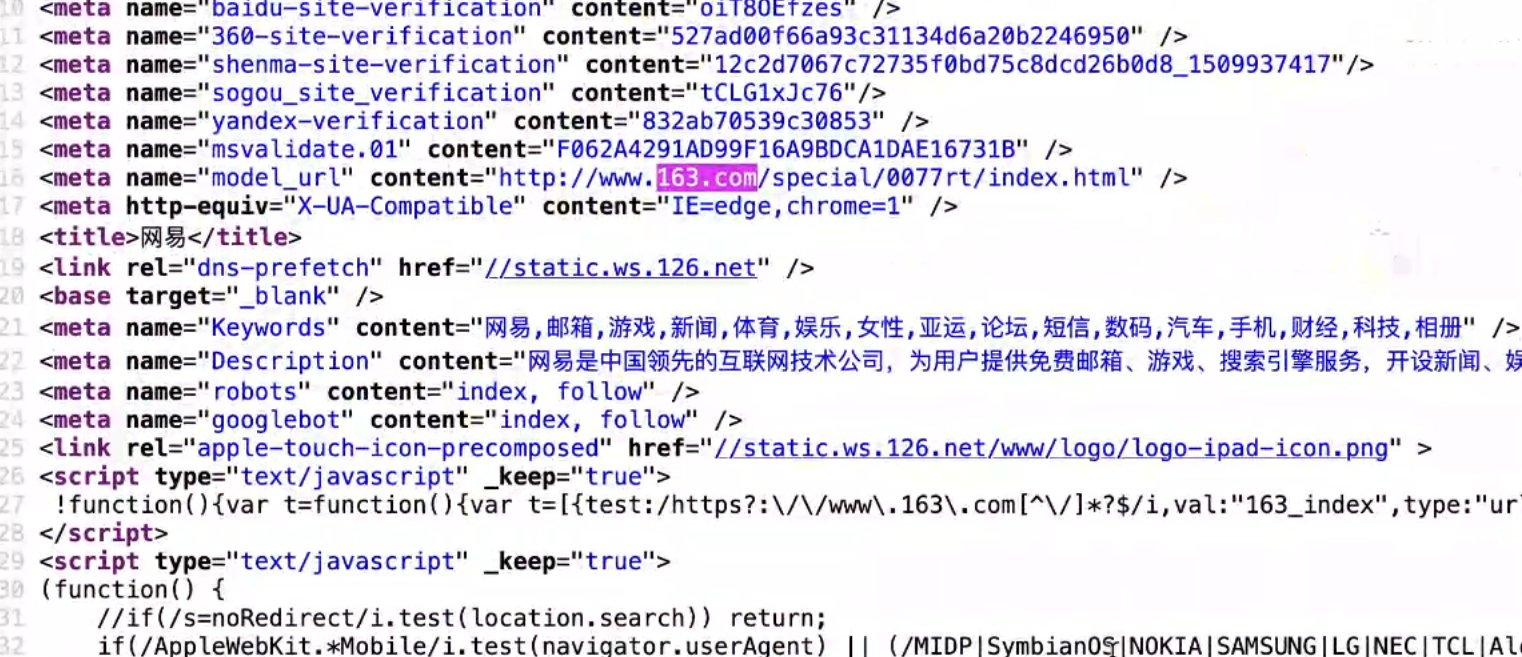 10 <meta name="baidu-site-verification" content="oiT8OEfzes" />
11 <meta name="360-site-verification" content="527ad00f66a93c31134d6a20b2246950" />
12 <meta name="shenma-site-verification" content="12c2d7067c72735f0bd75c8dcd26b0d8_1509937417"/>
13 <meta name="sogou_site_verification" content="tCLG1xJc76"/>
14 <meta name="yandex-verification" content="832ab70539c30853" />
15 <meta name="msvalidate.01" content="F062A4291AD99F16A9BDCA1DAE16731B" />
16 <meta name="model_url" content="http://www.163.com/special/0077rt/index.html" />
17 <meta http-equiv="X-UA-Compatible" content="IE=edge,chrome=1" />
18 <title>网易</title>
19 <link rel="dns-prefetch" href="//static.ws.126.net" />
20 <base target="_blank" />
21 <meta name="Keywords" content="网易,邮箱,游戏,新闻,体育,娱乐,女性,亚运,论坛,短信,数码,汽车,手机,财经,科技,相册" />
22 <meta name="Description" content="网易是中国领先的互联网技术公司，为用户提供免费邮箱、游戏、搜索引擎服务，开设新闻、娱
23 <meta name="robots" content="index, follow" />
24 <meta name="googlebot" content="index, follow" />
25 <link rel="apple-touch-icon-precomposed" href="//static.ws.126.net/www/logo/logo-ipad-icon.png" >
26 <script type="text/javascript" _keep="true">
27 !function(){var t=function(){var t=[{test:/https?:\/\/www\.163\.com[^\/]*?$/i,val:"163_index",type:"ur
28 </script>
29 <script type="text/javascript" _keep="true">
30 (function() {
31 //if(/s=noRedirect/i.test(location.search)) return;
32 if(/AppleWebKit.*Mobile/i.test(navigator.userAgent) || (/MIDP|SymbianOS|NOKIA|SAMSUNG|LG|NEC|TCL|Al